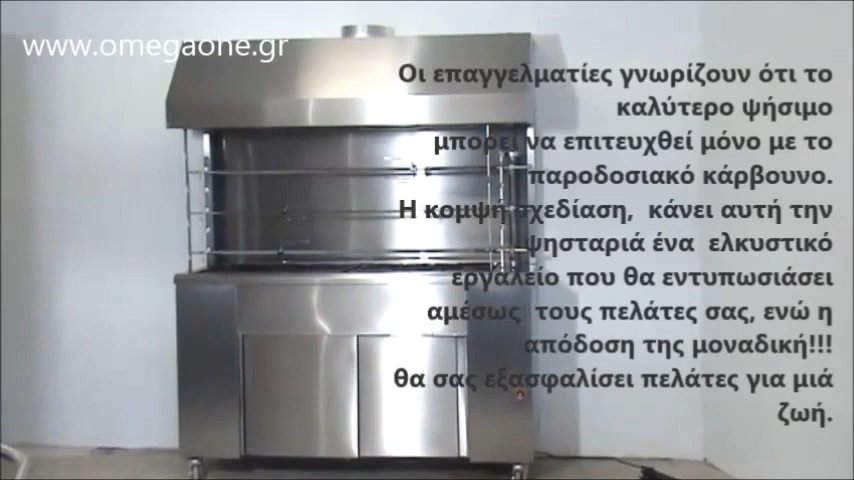 www.omegaone.gr
Οι επαγγελματίες γνωρίζουν ότι το
καλύτερο ψήσιμο
μπορεί να επιτευχθεί μόνο με το
παροδοσιακό κάρβουνο.
Η κομψή σχεδίαση, κάνει αυτή την
ψησταριά ένα ελκυστικό
εργαλείο που θα εντυπωσιάσει
αμέσως τους πελάτες σας, ενώ η
απόδοση της μοναδική!!!
θα σας εξασφαλίσει πελάτες για μιά
ζωή.